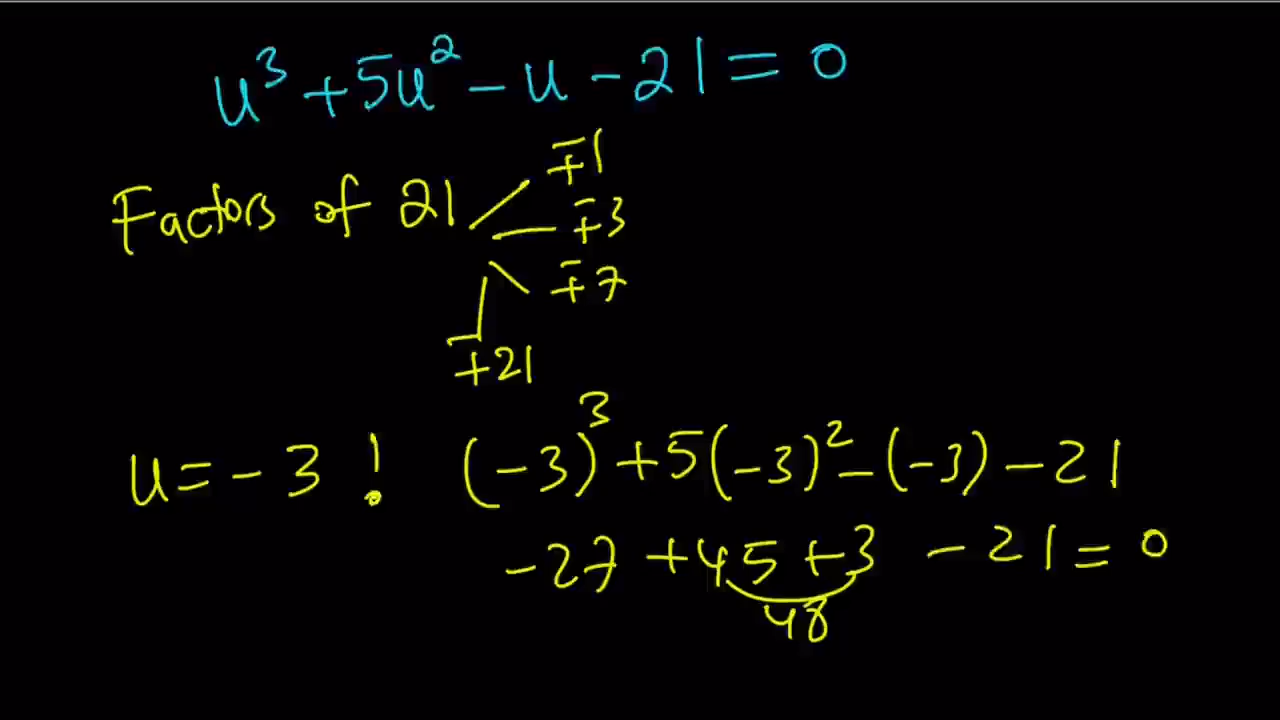 u³ + 5u² - u - 21 = 0
∓1
Factors of 21 ∓3
∓7
∓21
u = -3 ! (-3)³ + 5(-3)² - (-3) - 21
-27 + 45 + 3 - 21 = 0
48